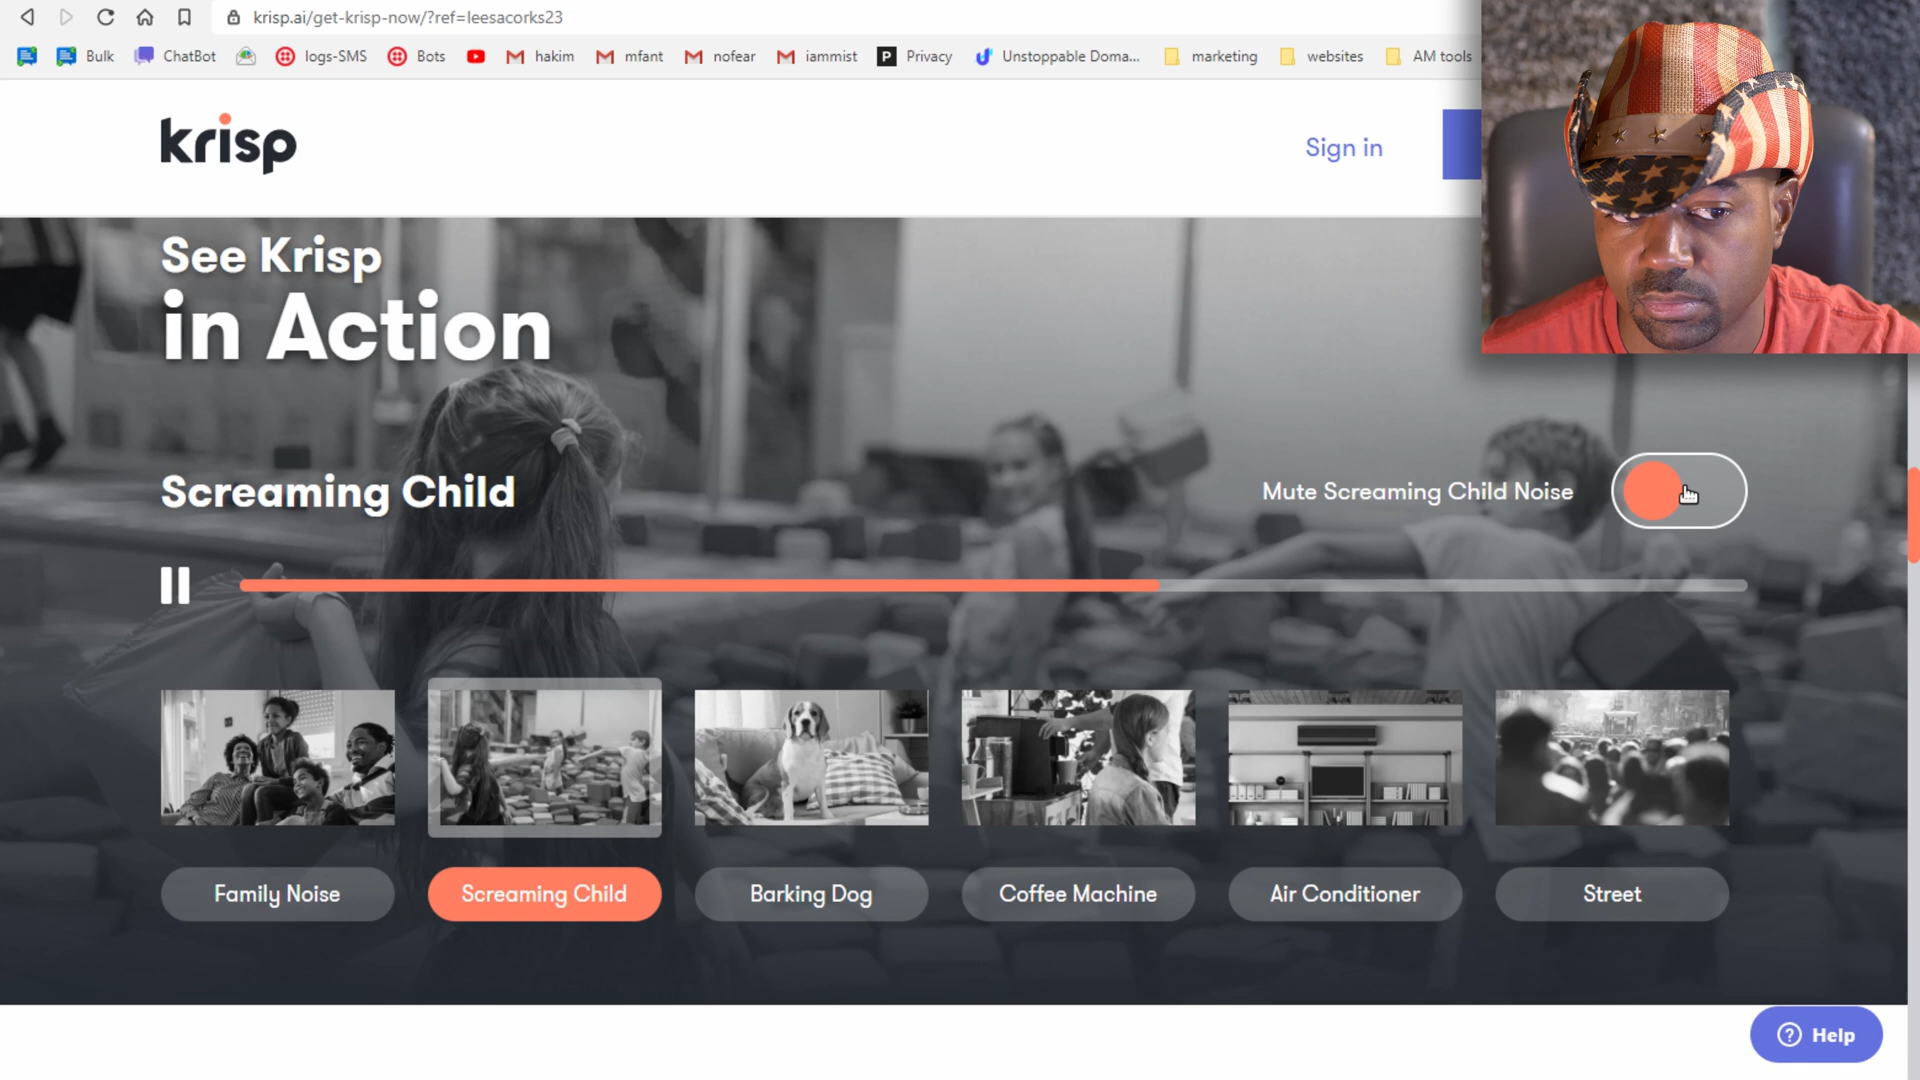 krisp.ai/get-krisp-now/?ref=leesacorks23
Bulk ChatBot logs-SMS Bots hakim mfant nofear iammist P Privacy Unstoppable Doma... marketing websites AM tools
krisp
Sign in
See Krisp
in Action
Screaming Child
Mute Screaming Child Noise
Family Noise Screaming Child Barking Dog Coffee Machine Air Conditioner Street
? Help